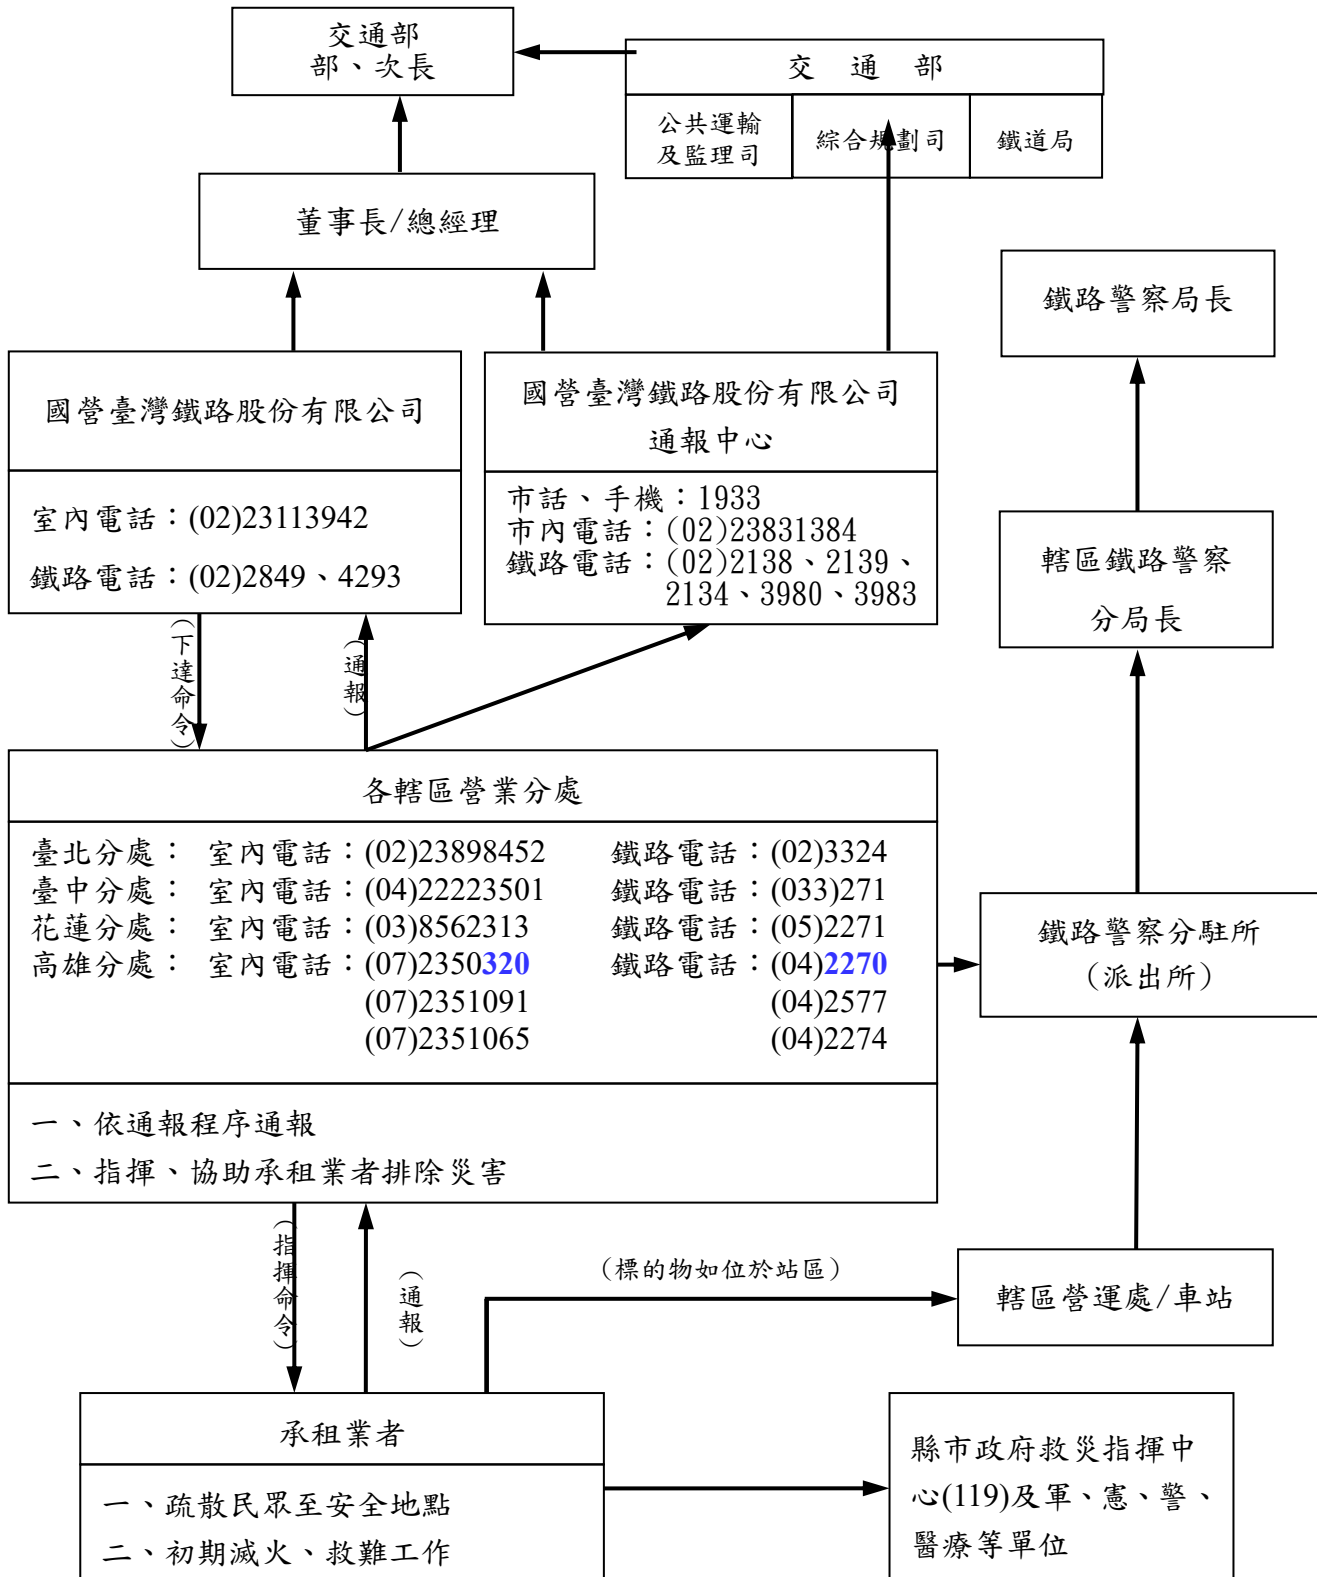 交通部
部、次長
交 通 部
公共運輸
及監理司
綜合規劃司
鐵道局
董事長/總經理
鐵路警察局長
國營臺灣鐵路股份有限公司
室內電話：(02)23113942
鐵路電話：(02)2849、4293
國營臺灣鐵路股份有限公司
通報中心
市話、手機：1933
市內電話：(02)23831384
鐵路電話：(02)2138、2139、
2134、3980、3983
轄區鐵路警察
分局長
（下達命令）
（通報）
各轄區營業分處
臺北分處： 室內電話：(02)23898452 鐵路電話：(02)3324
臺中分處： 室內電話：(04)22223501 鐵路電話：(033)271
花蓮分處： 室內電話：(03)8562313 鐵路電話：(05)2271
高雄分處： 室內電話：(07)2350320 鐵路電話：(04)2270
(07)2351091 (04)2577
(07)2351065 (04)2274
一、依通報程序通報
二、指揮、協助承租業者排除災害
鐵路警察分駐所
（派出所）
（指揮命令）
（通報）
（標的物如位於站區）
轄區營運處/車站
承租業者
一、疏散民眾至安全地點
二、初期滅火、救難工作
縣市政府救災指揮中
心(119)及軍、憲、警、
醫療等單位